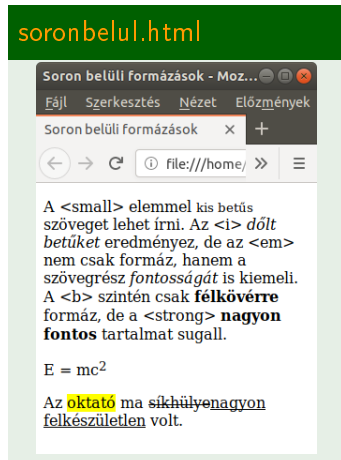 soronbelul.html
Soron belüli formázások - Moz...
Fájl Szerkesztés Nézet Előzmények
Soron belüli formázások × +
file:///home/ »
A <small> elemmel kis betűs
szöveget lehet írni. Az <i> dőlt
betűket eredményez, de az <em>
nem csak formáz, hanem a
szövegrész fontosságát is kiemeli.
A <b> szintén csak félkövérre
formáz, de a <strong> nagyon
fontos tartalmat sugall.
E = mc²
Az oktató ma síkhülyenagyon
felkészületlen volt.